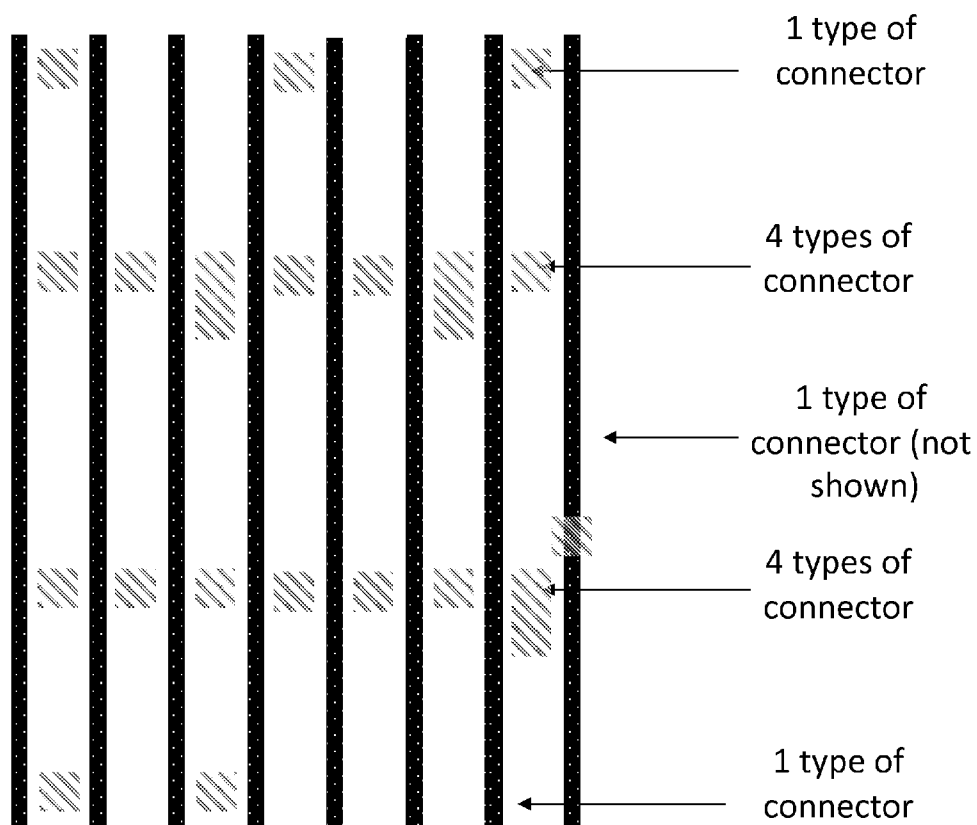 1 type of
connector
4 types of
connector
1 type of
connector (not
shown)
4 types of
connector
1 type of
connector